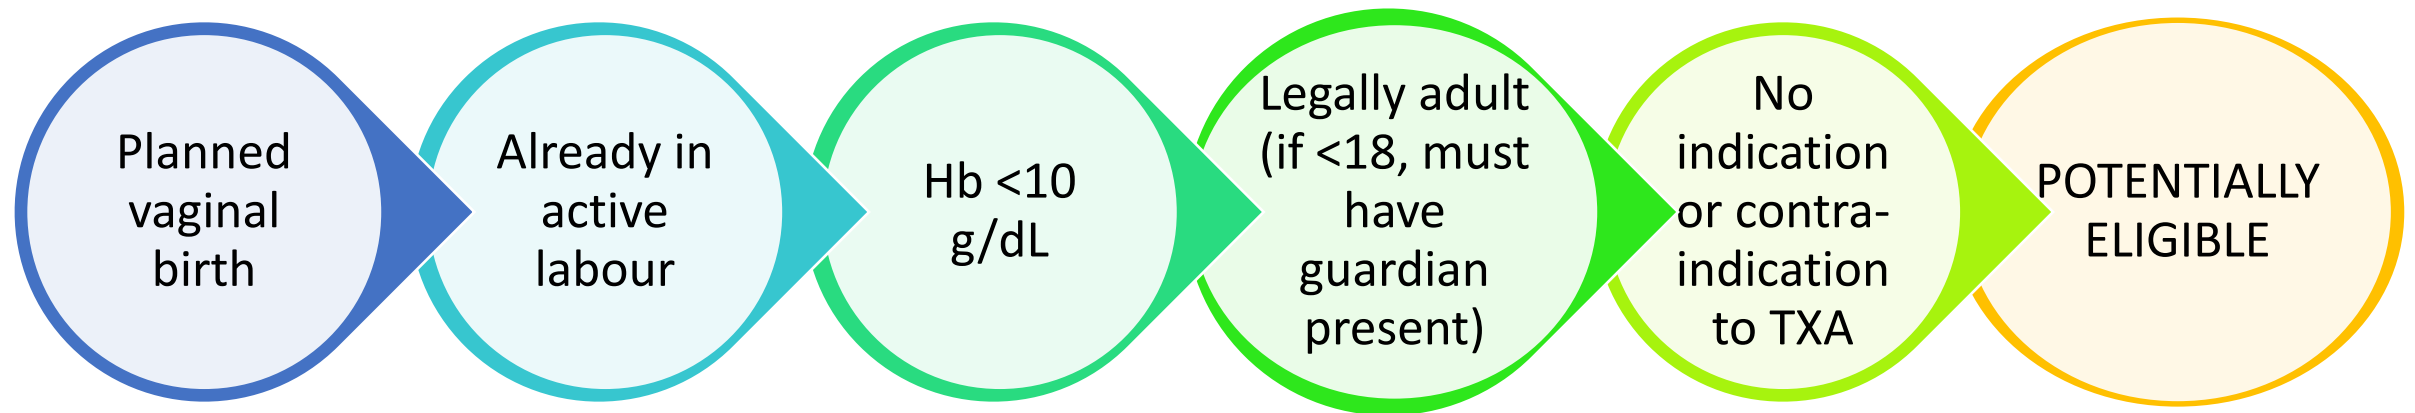 Planned
vaginal
birth
Already in
active
labour
Hb <10
g/dL
Legally adult
(if <18, must
have
guardian
present)
No
indication
or contra-
indication
to TXA
POTENTIALLY
ELIGIBLE